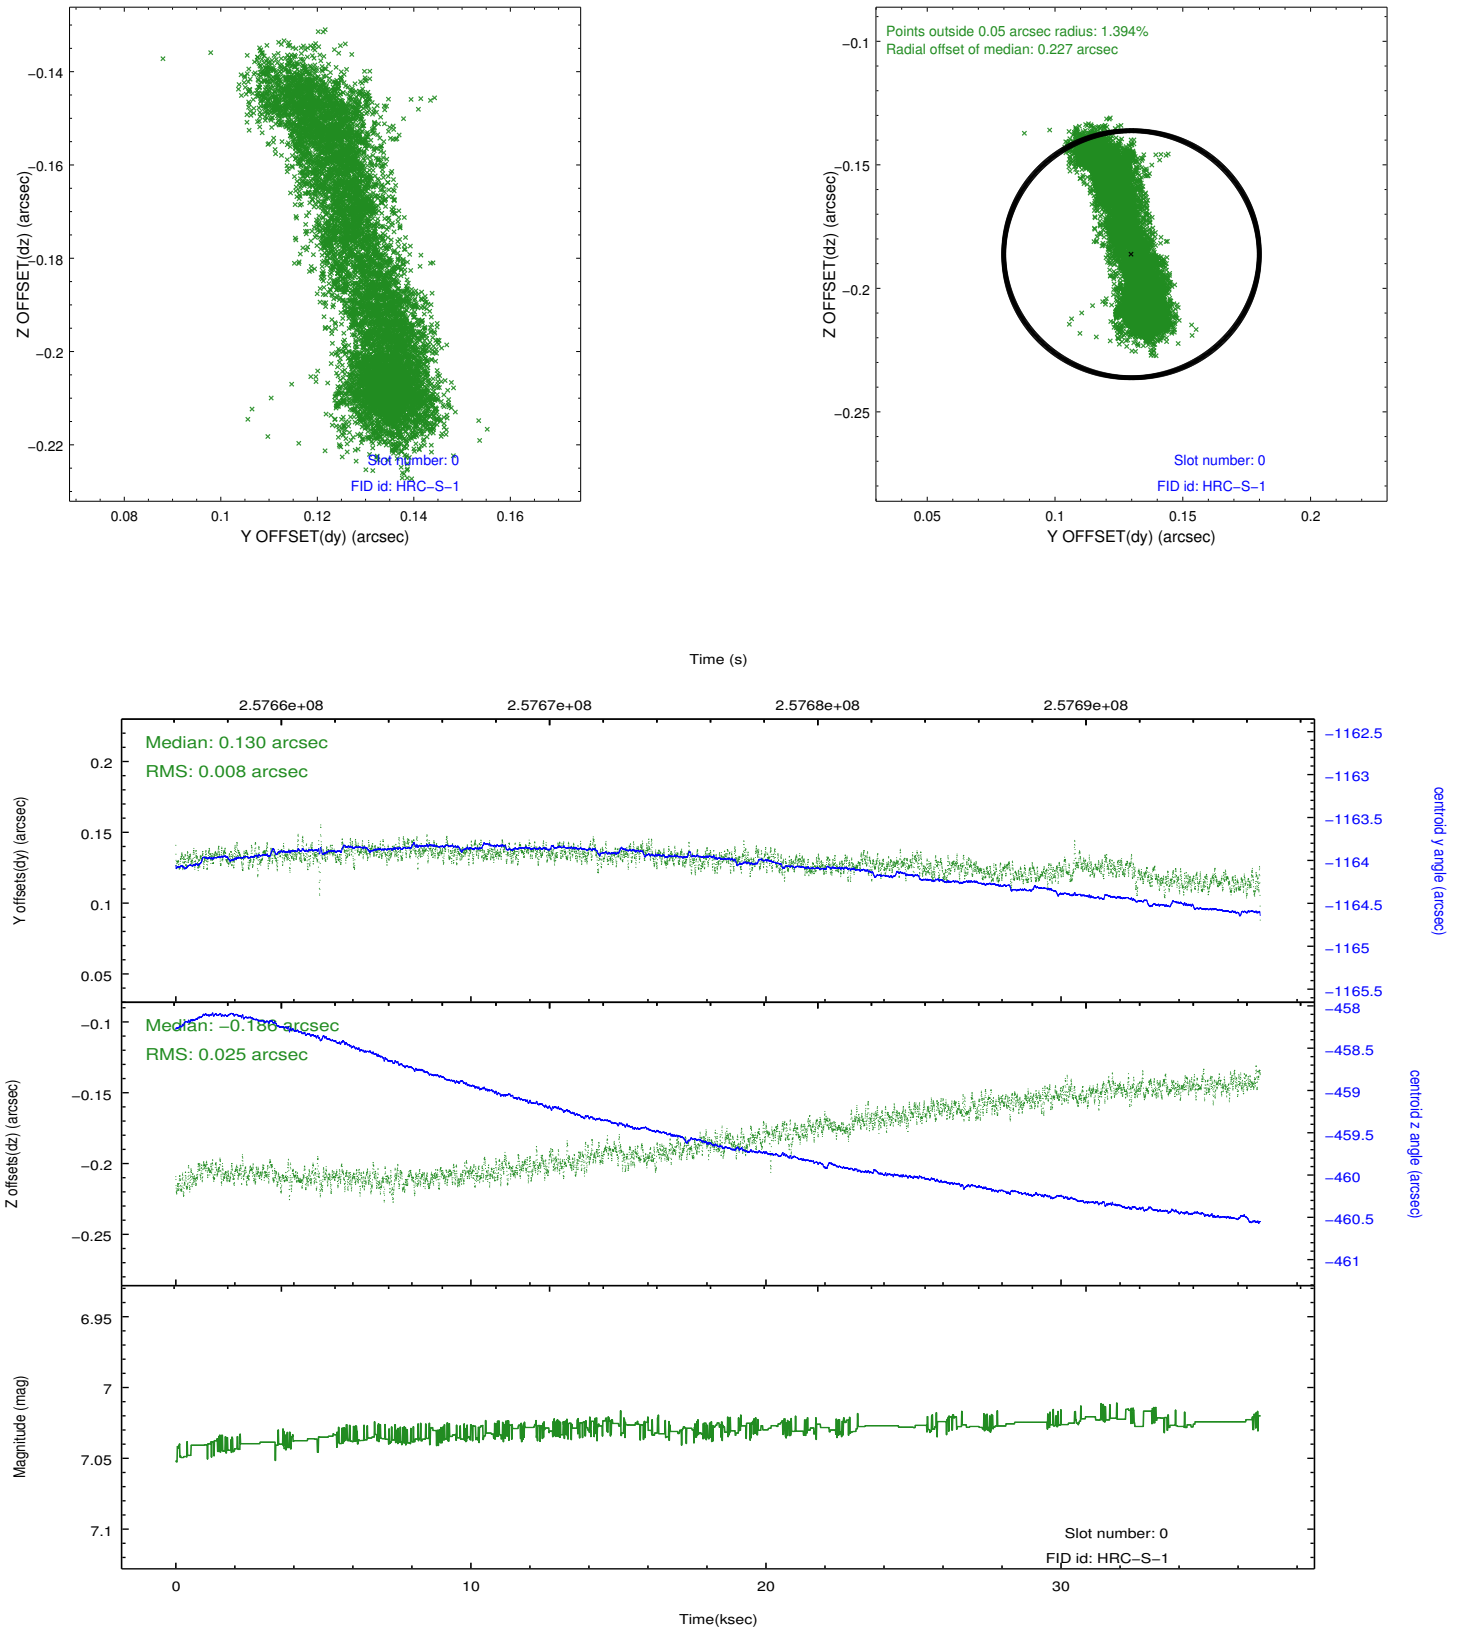 −0.14
−0.16
−0.18
−0.2
−0.22
Z OFFSET(dz) (arcsec)
Slot number: 0
FID id: HRC−S−1
0.08 0.1 0.12 0.14 0.16
Y OFFSET(dy) (arcsec)
Points outside 0.05 arcsec radius: 1.394%
Radial offset of median: 0.227 arcsec
−0.1
−0.15
−0.2
−0.25
Z OFFSET(dz) (arcsec)
Slot number: 0
FID id: HRC−S−1
0.05 0.1 0.15 0.2
Y OFFSET(dy) (arcsec)
Time (s)
2.5766e+08 2.5767e+08 2.5768e+08 2.5769e+08
Median: 0.130 arcsec
RMS: 0.008 arcsec
0.2
0.15
0.1
0.05
Y offsets(dy) (arcsec)
−1162.5
−1163
−1163.5
−1164
−1164.5
−1165
−1165.5
centroid y angle (arcsec)
Median: −0.186 arcsec
RMS: 0.025 arcsec
−0.1
−0.15
−0.2
−0.25
Z offsets(dz) (arcsec)
−458
−458.5
−459
−459.5
−460
−460.5
−461
centroid z angle (arcsec)
6.95
7
7.05
7.1
Magnitude (mag)
Slot number: 0
FID id: HRC−S−1
0 10 20 30
Time(ksec)